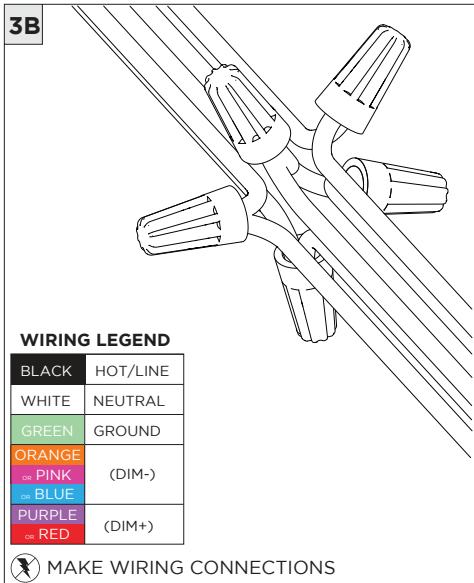 3B
WIRING LEGEND
BLACK HOT/LINE
WHITE NEUTRAL
GREEN GROUND
ORANGE
OR PINK (DIM-)
OR BLUE
PURPLE
OR RED (DIM+)
MAKE WIRING CONNECTIONS